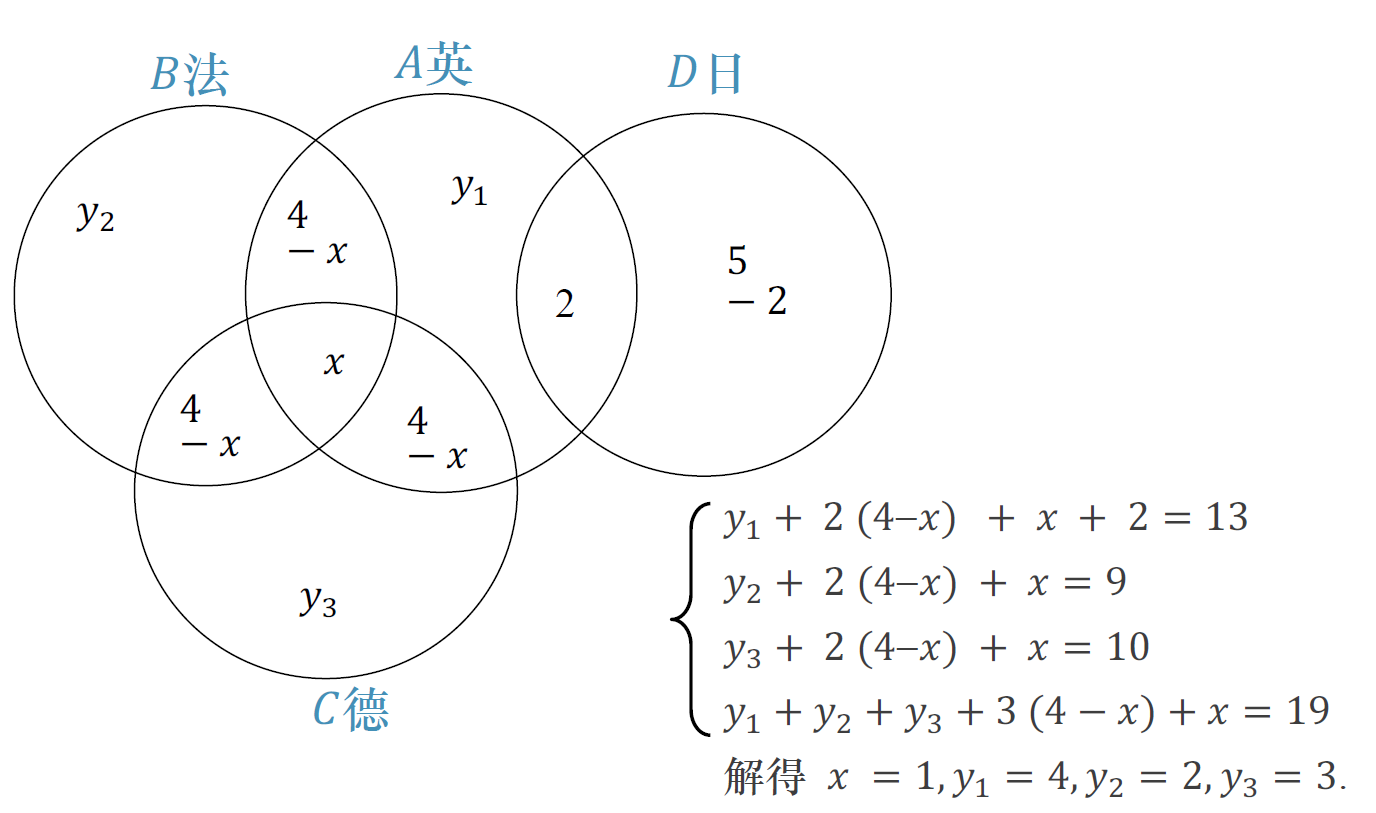 B法
A英
D日
y₂
4
− x
y₁
2
5
− 2
x
4
− x
4
− x
y₃
C德
y₁ + 2 (4−x) + x + 2 = 13
y₂ + 2 (4−x) + x = 9
y₃ + 2 (4−x) + x = 10
y₁ + y₂ + y₃ + 3 (4 − x) + x = 19
解得 x = 1, y₁ = 4, y₂ = 2, y₃ = 3.